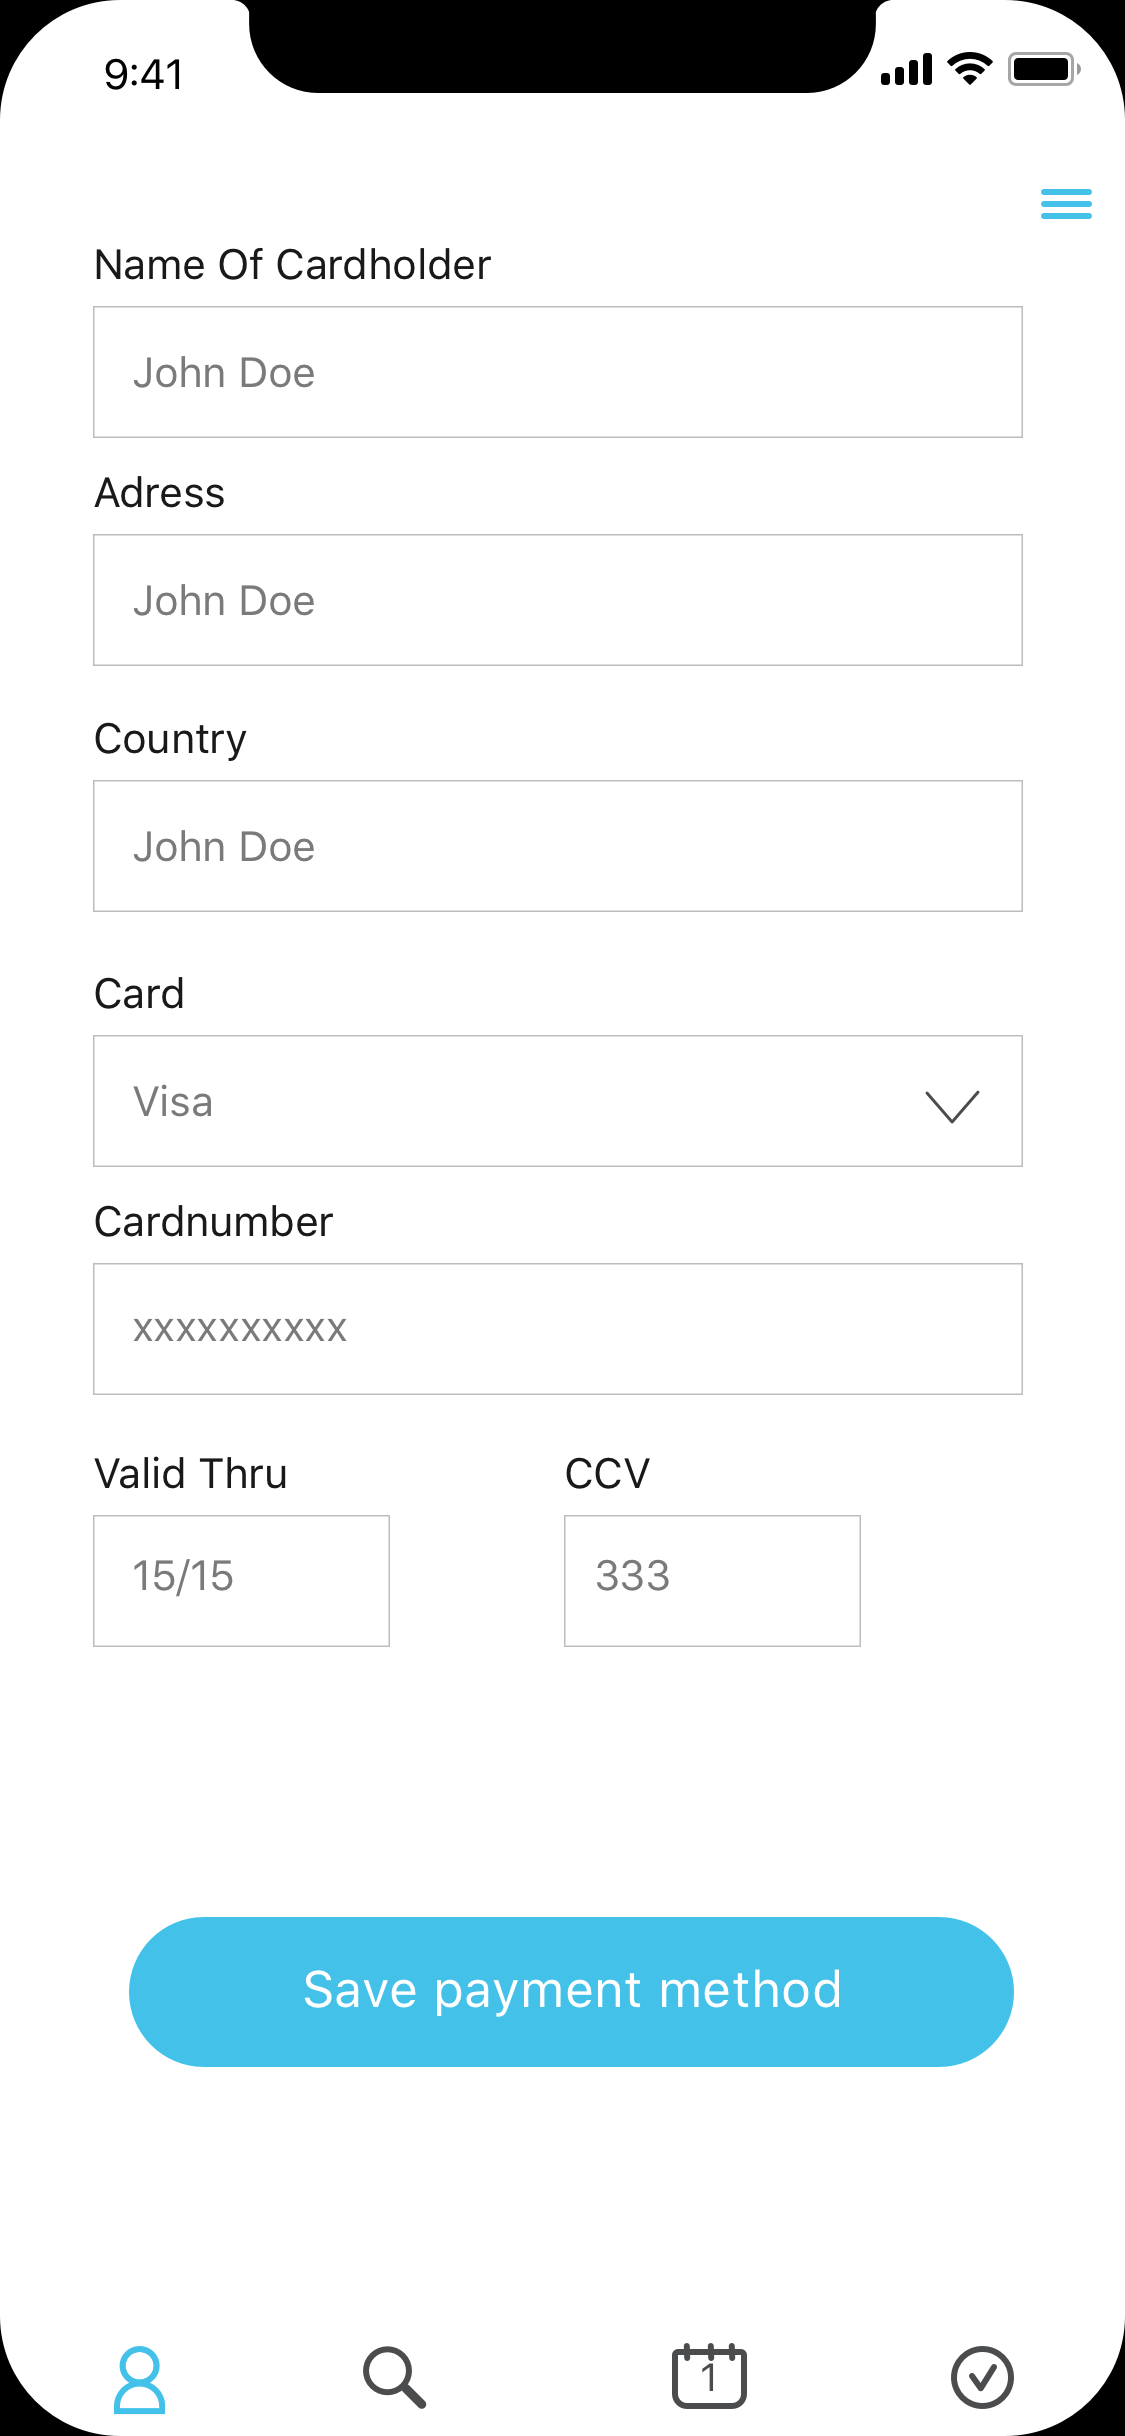 9:41
Name Of Cardholder
John Doe
Adress
John Doe
Country
John Doe
Card
Visa
Cardnumber
xxxxxxxxxx
Valid Thru CCV
15/15 333
Save payment method
1